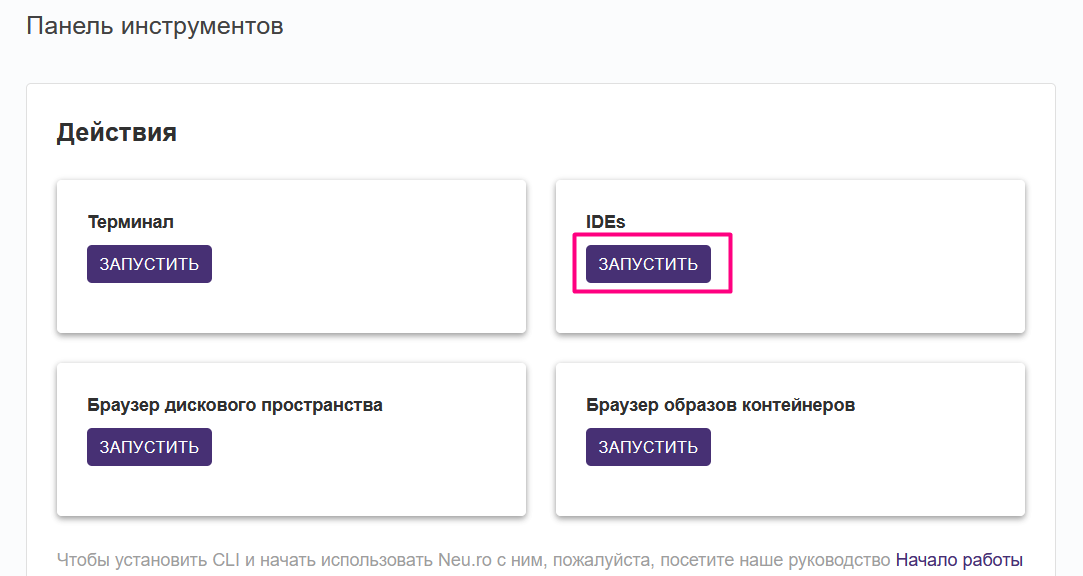 Панель инструментов
Действия
Терминал
ЗАПУСТИТЬ
IDEs
ЗАПУСТИТЬ
Браузер дискового пространства
ЗАПУСТИТЬ
Браузер образов контейнеров
ЗАПУСТИТЬ
Чтобы установить CLI и начать использовать Neu.ro с ним, пожалуйста, посетите наше руководство Начало работы